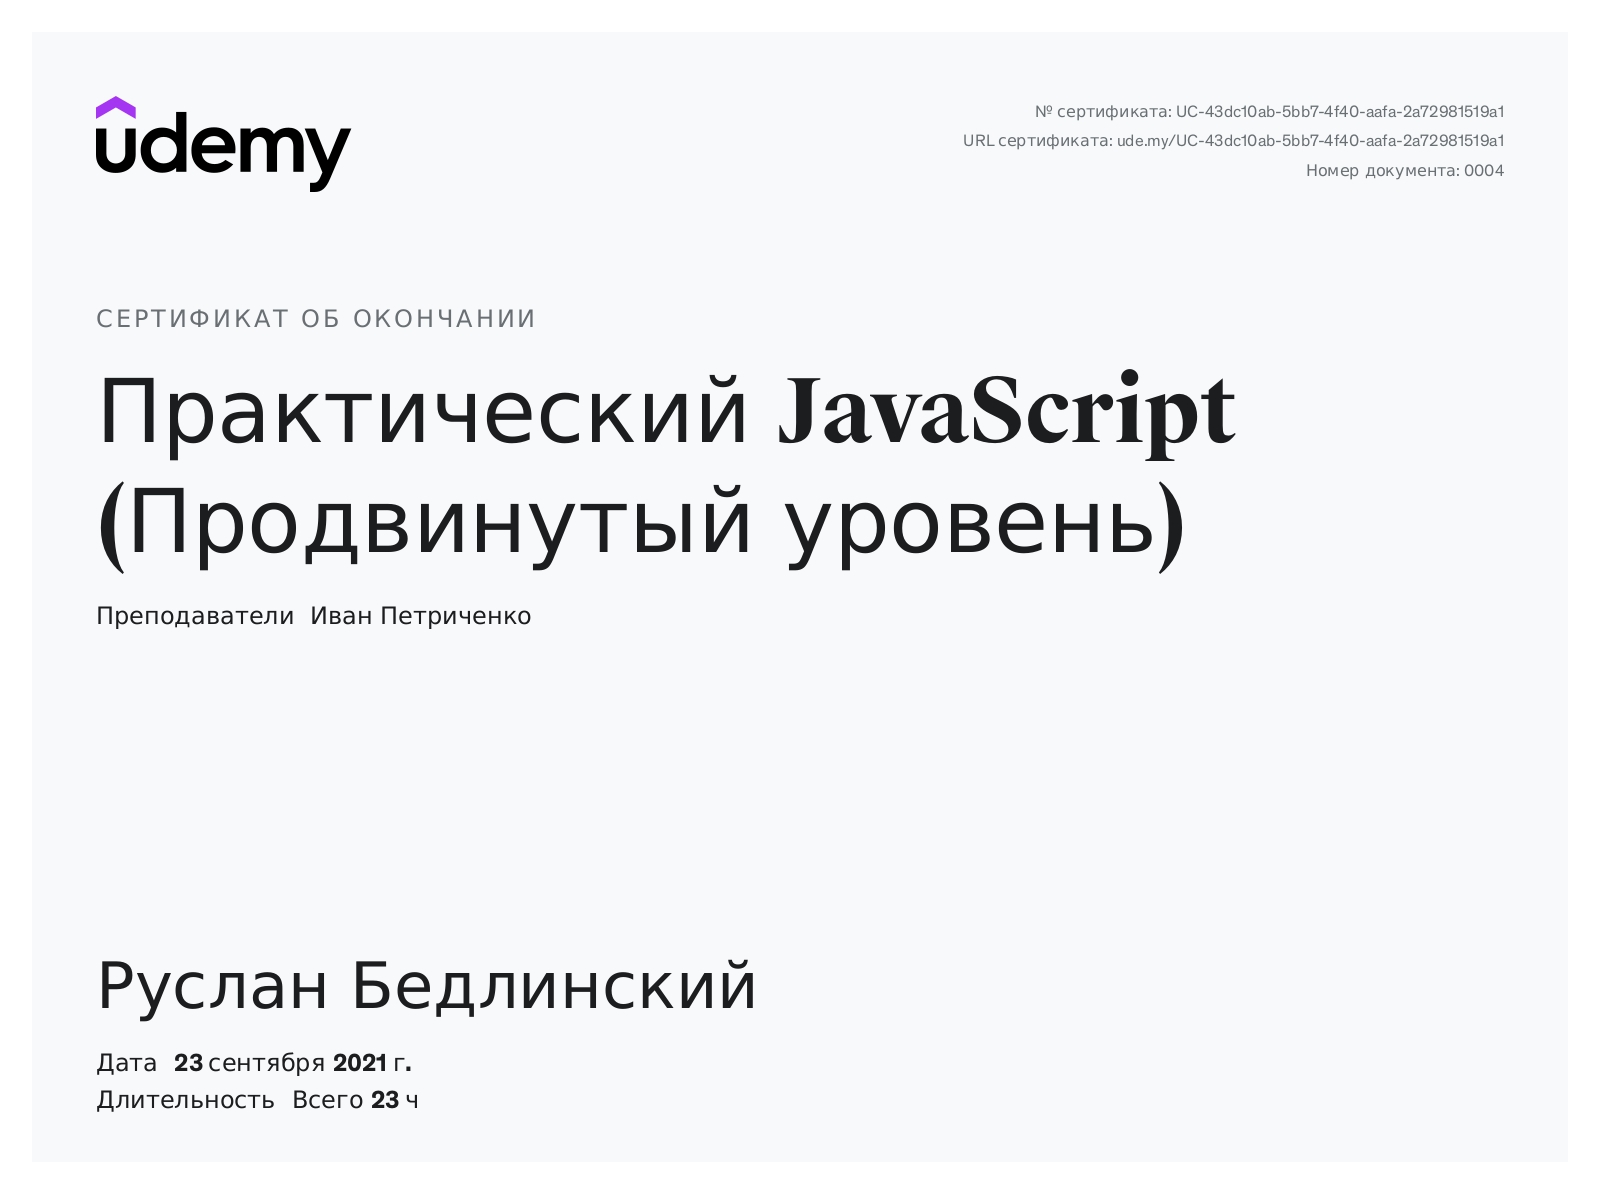 udemy
№ сертификата: UC-43dc10ab-5bb7-4f40-aafa-2a72981519a1
URL сертификата: ude.my/UC-43dc10ab-5bb7-4f40-aafa-2a72981519a1
Номер документа: 0004
СЕРТИФИКАТ ОБ ОКОНЧАНИИ
Практический JavaScript
(Продвинутый уровень)
Преподаватели Иван Петриченко
Руслан Бедлинский
Дата 23 сентября 2021 г.
Длительность Всего 23 ч